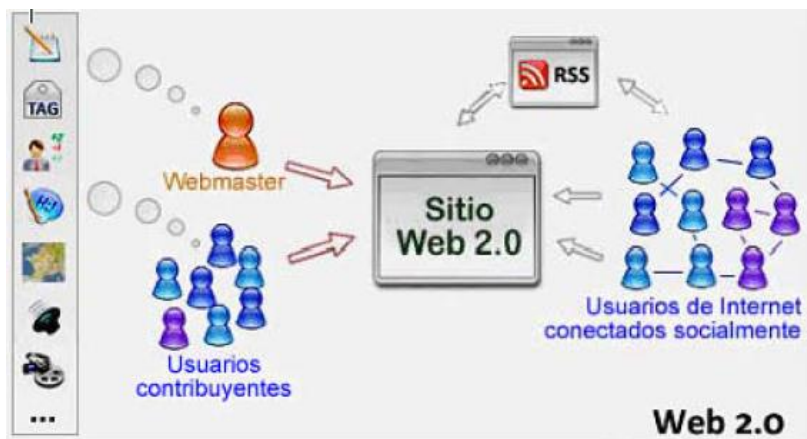 TAG
RSS
Webmaster
Sitio
Web 2.0
Usuarios
contribuyentes
Usuarios de Internet
conectados socialmente
...
Web 2.0